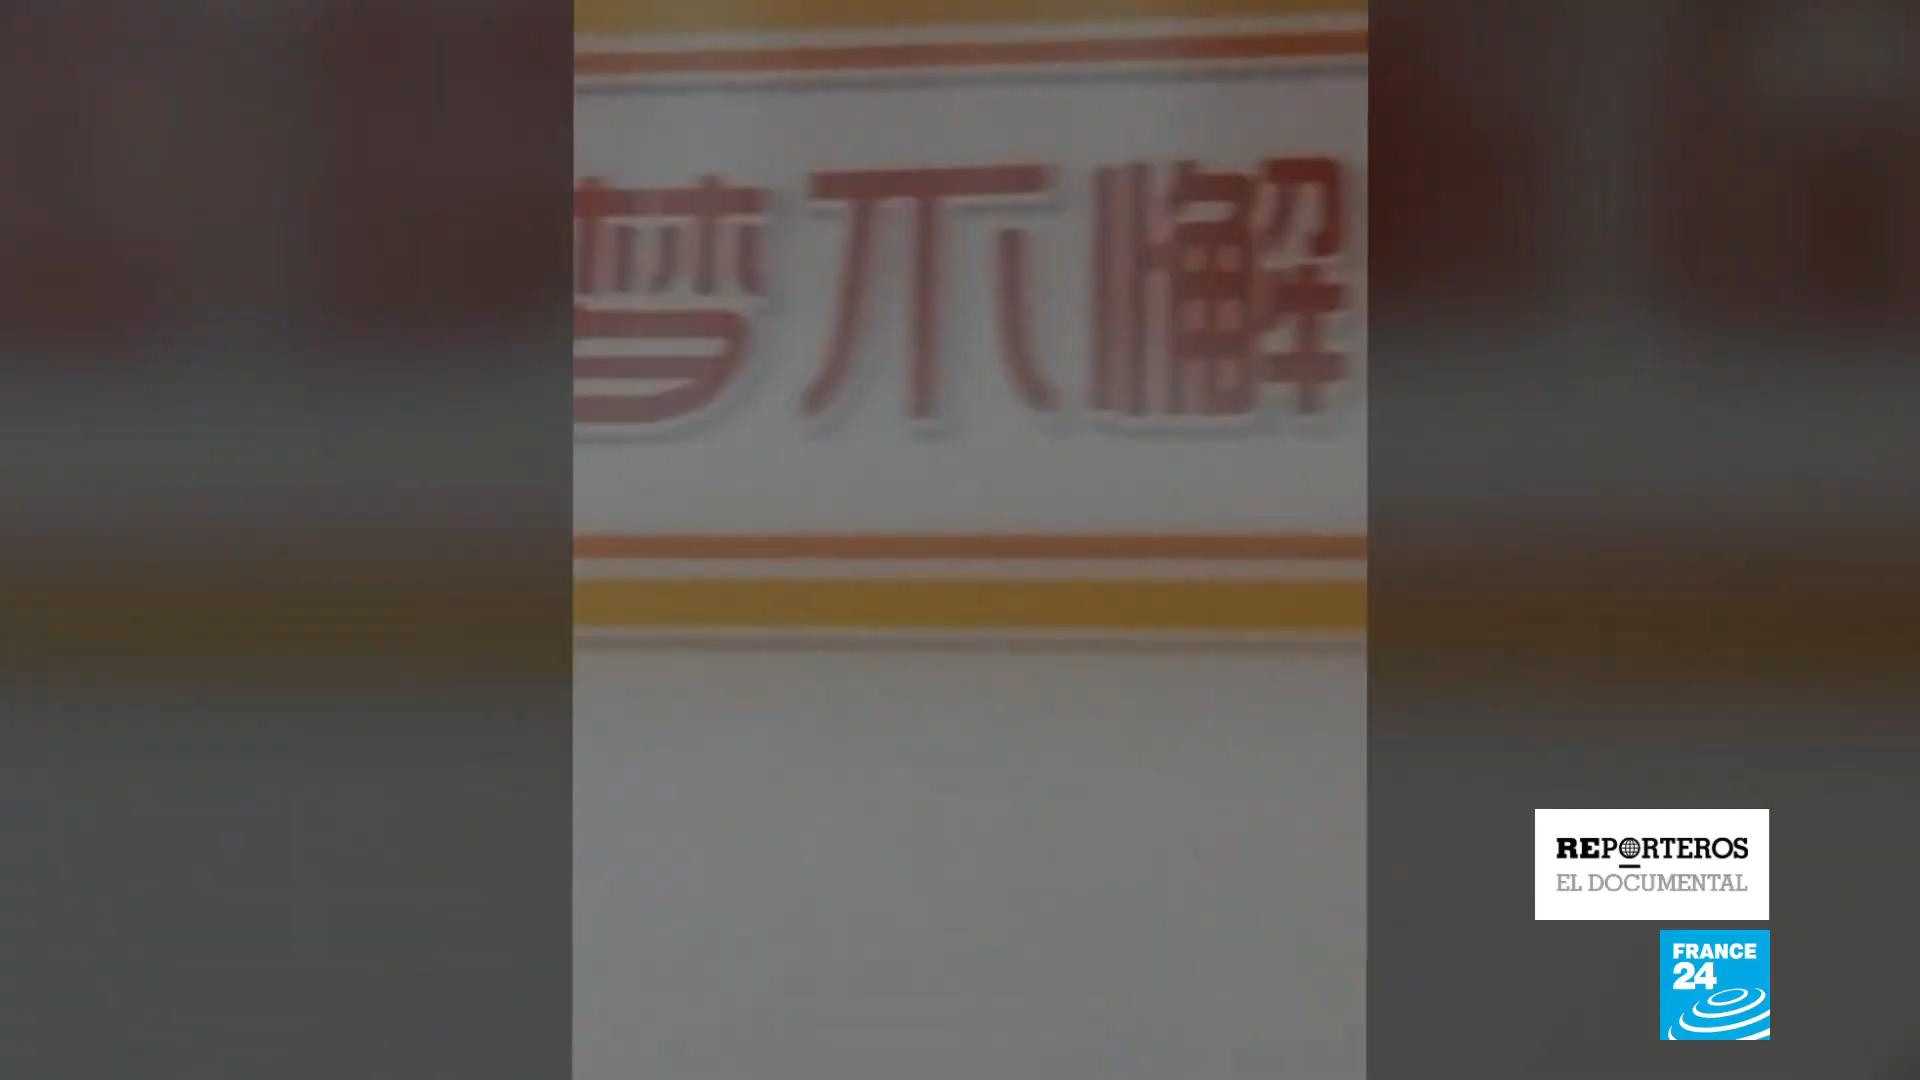 梦不懈
REPORTEROS
EL DOCUMENTAL
FRANCE
24